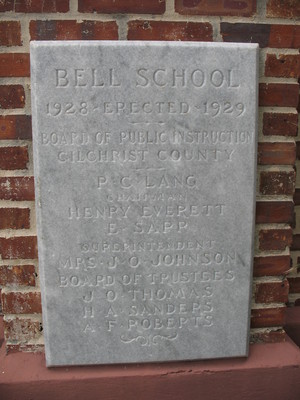 BELL SCHOOL
1928 - ERECTED - 1929
BOARD OF PUBLIC INSTRUCTION
GILCHRIST COUNTY
P C LANG
CHAIRMAN
HENRY EVERETT
E SAPP
SUPERINTENDENT
MRS J O JOHNSON
BOARD OF TRUSTEES
J O THOMAS
H A SANDERS
A F ROBERTS